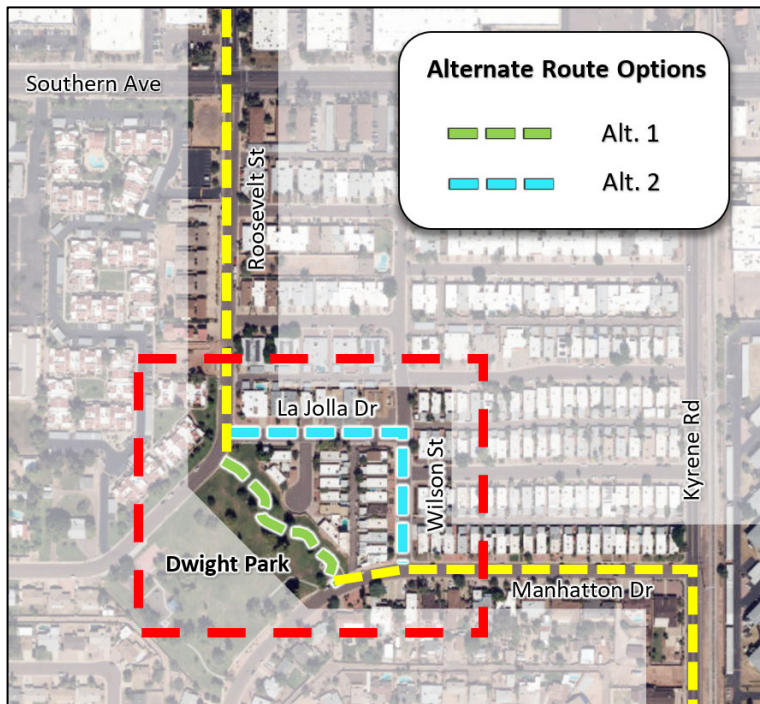 Southern Ave
Alternate Route Options
Alt. 1
Alt. 2
Roosevelt St
La Jolla Dr
Wilson St
Kyrene Rd
Dwight Park
Manhatton Dr